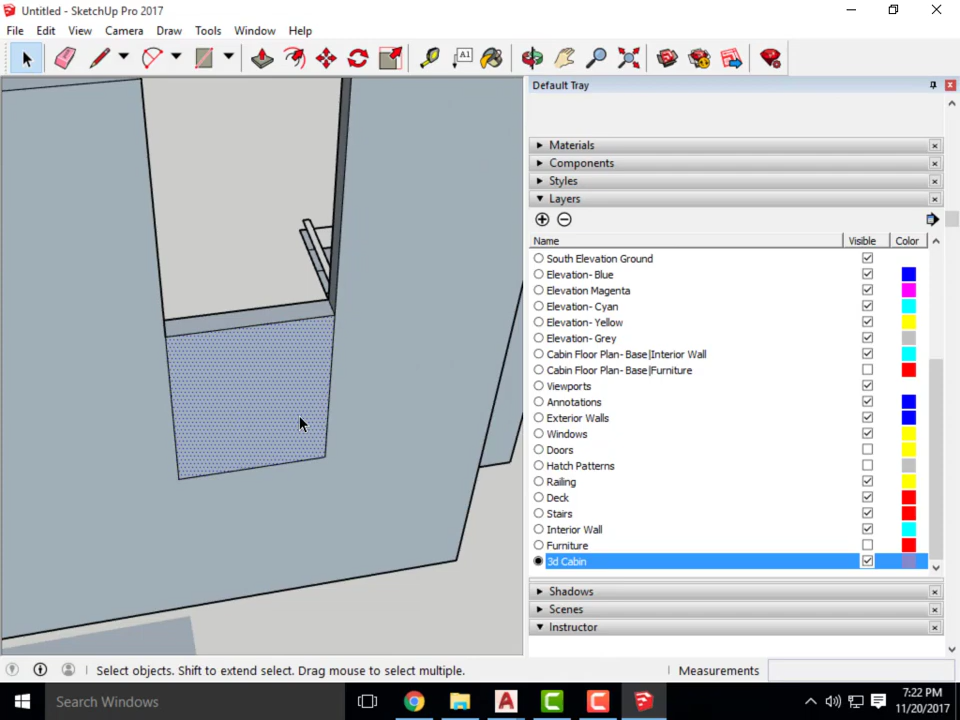 Untitled - SketchUp Pro 2017
File Edit View Camera Draw Tools Window Help
A1
Default Tray
Materials
Components
Styles
Layers
Name Visible Color
South Elevation Ground
Elevation- Blue
Elevation Magenta
Elevation- Cyan
Elevation- Yellow
Elevation- Grey
Cabin Floor Plan- Base|Interior Wall
Cabin Floor Plan- Base|Furniture
Viewports
Annotations
Exterior Walls
Windows
Doors
Hatch Patterns
Railing
Deck
Stairs
Interior Wall
Furniture
3d Cabin
Shadows
Scenes
Instructor
Select objects. Shift to extend select. Drag mouse to select multiple. Measurements
Search Windows
7:22 PM
11/20/2017